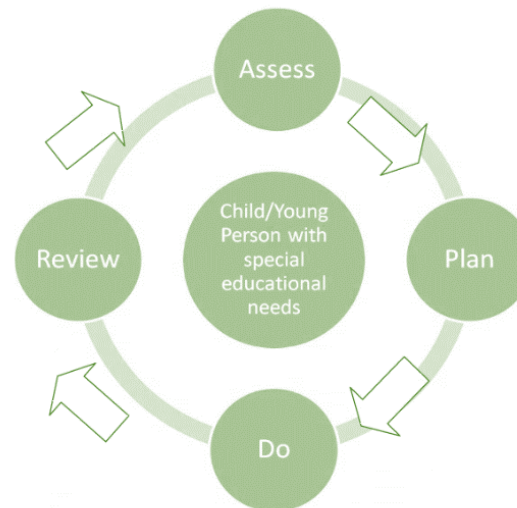 Assess
Child/Young
Person with
special
educational
needs
Review
Plan
Do